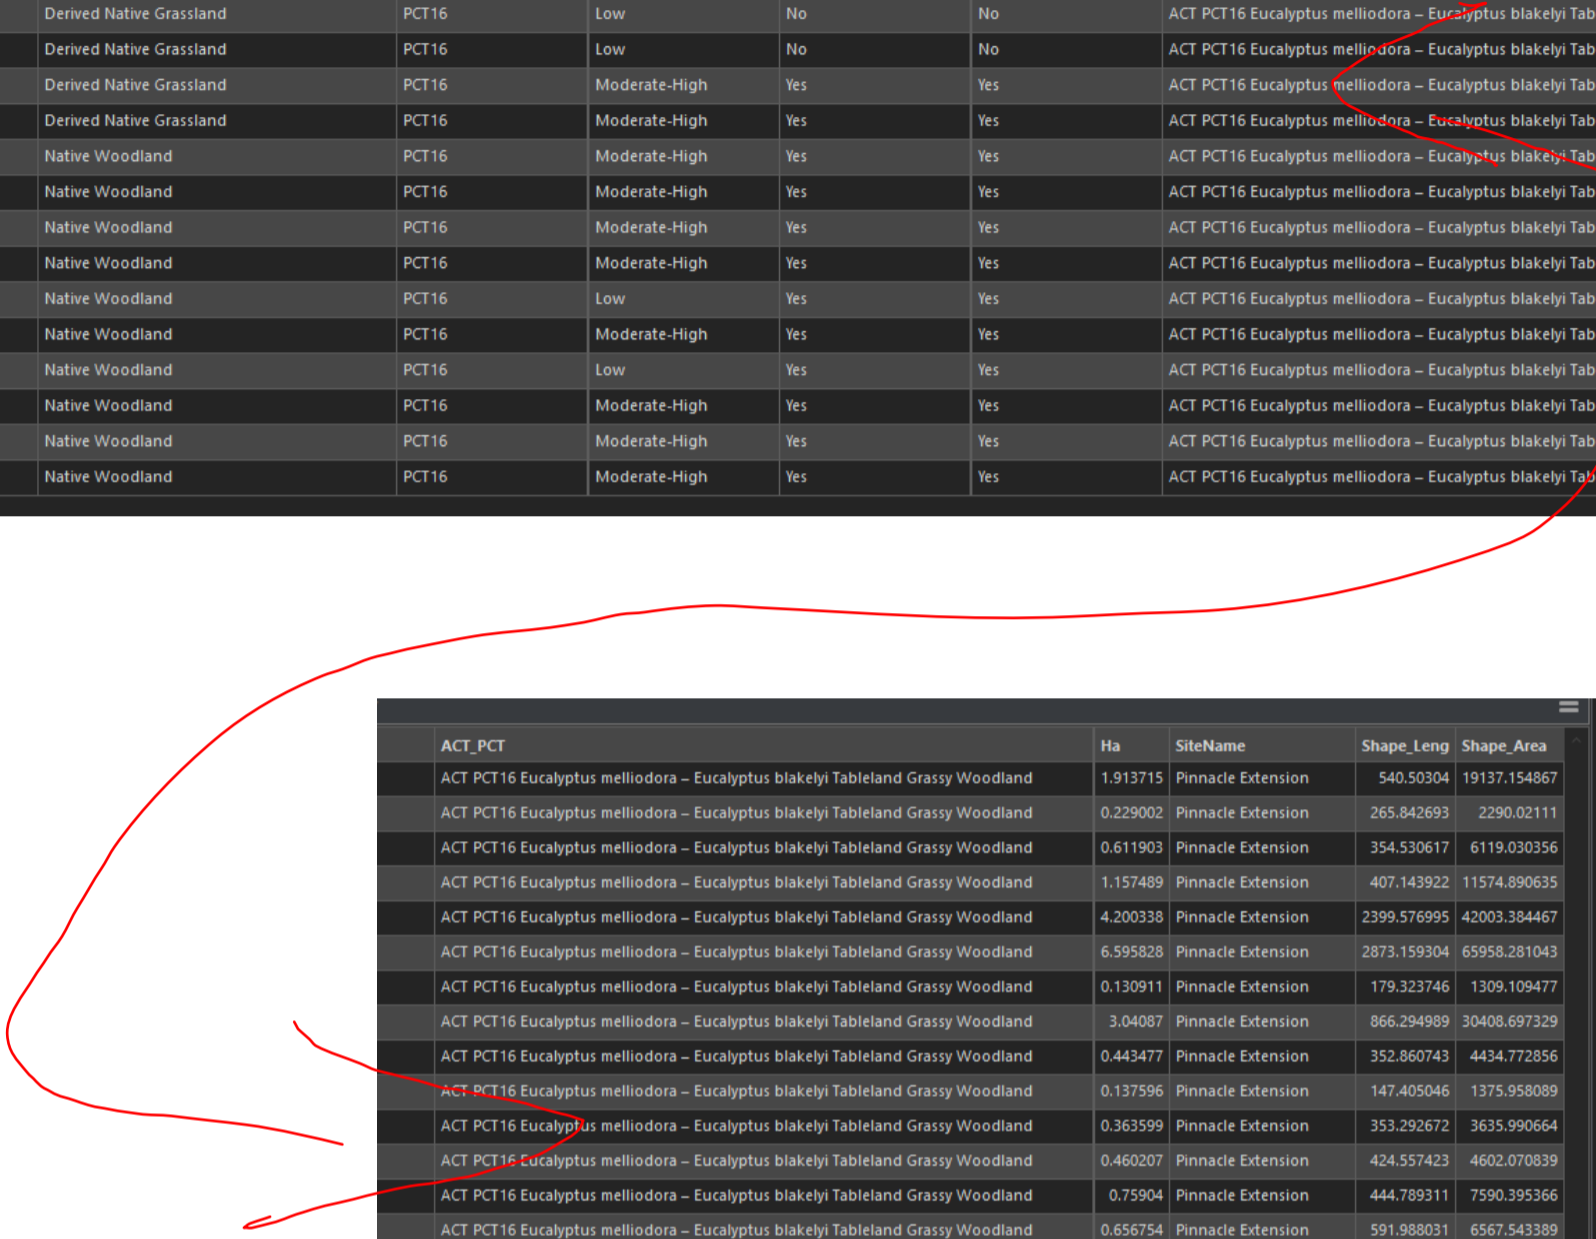 Derived Native Grassland PCT16 Low No No ACT PCT16 Eucalyptus melliodora – Eucalyptus blakelyi Tab
Derived Native Grassland PCT16 Low No No ACT PCT16 Eucalyptus melliodora – Eucalyptus blakelyi Tab
Derived Native Grassland PCT16 Moderate-High Yes Yes ACT PCT16 Eucalyptus melliodora – Eucalyptus blakelyi Tab
Derived Native Grassland PCT16 Moderate-High Yes Yes ACT PCT16 Eucalyptus melliodora – Eucalyptus blakelyi Tab
Native Woodland PCT16 Moderate-High Yes Yes ACT PCT16 Eucalyptus melliodora – Eucalyptus blakelyi Tab
Native Woodland PCT16 Moderate-High Yes Yes ACT PCT16 Eucalyptus melliodora – Eucalyptus blakelyi Tab
Native Woodland PCT16 Moderate-High Yes Yes ACT PCT16 Eucalyptus melliodora – Eucalyptus blakelyi Tab
Native Woodland PCT16 Moderate-High Yes Yes ACT PCT16 Eucalyptus melliodora – Eucalyptus blakelyi Tab
Native Woodland PCT16 Low Yes Yes ACT PCT16 Eucalyptus melliodora – Eucalyptus blakelyi Tab
Native Woodland PCT16 Moderate-High Yes Yes ACT PCT16 Eucalyptus melliodora – Eucalyptus blakelyi Tab
Native Woodland PCT16 Low Yes Yes ACT PCT16 Eucalyptus melliodora – Eucalyptus blakelyi Tab
Native Woodland PCT16 Moderate-High Yes Yes ACT PCT16 Eucalyptus melliodora – Eucalyptus blakelyi Tab
Native Woodland PCT16 Moderate-High Yes Yes ACT PCT16 Eucalyptus melliodora – Eucalyptus blakelyi Tab
Native Woodland PCT16 Moderate-High Yes Yes ACT PCT16 Eucalyptus melliodora – Eucalyptus blakelyi Tab
ACT_PCT Ha SiteName Shape_Leng Shape_Area
ACT PCT16 Eucalyptus melliodora – Eucalyptus blakelyi Tableland Grassy Woodland 1.913715 Pinnacle Extension 540.50304 19137.154867
ACT PCT16 Eucalyptus melliodora – Eucalyptus blakelyi Tableland Grassy Woodland 0.229002 Pinnacle Extension 265.842693 2290.02111
ACT PCT16 Eucalyptus melliodora – Eucalyptus blakelyi Tableland Grassy Woodland 0.611903 Pinnacle Extension 354.530617 6119.030356
ACT PCT16 Eucalyptus melliodora – Eucalyptus blakelyi Tableland Grassy Woodland 1.157489 Pinnacle Extension 407.143922 11574.890635
ACT PCT16 Eucalyptus melliodora – Eucalyptus blakelyi Tableland Grassy Woodland 4.200338 Pinnacle Extension 2399.576995 42003.384467
ACT PCT16 Eucalyptus melliodora – Eucalyptus blakelyi Tableland Grassy Woodland 6.595828 Pinnacle Extension 2873.159304 65958.281043
ACT PCT16 Eucalyptus melliodora – Eucalyptus blakelyi Tableland Grassy Woodland 0.130911 Pinnacle Extension 179.323746 1309.109477
ACT PCT16 Eucalyptus melliodora – Eucalyptus blakelyi Tableland Grassy Woodland 3.04087 Pinnacle Extension 866.294989 30408.697329
ACT PCT16 Eucalyptus melliodora – Eucalyptus blakelyi Tableland Grassy Woodland 0.443477 Pinnacle Extension 352.860743 4434.772856
ACT PCT16 Eucalyptus melliodora – Eucalyptus blakelyi Tableland Grassy Woodland 0.137596 Pinnacle Extension 147.405046 1375.958089
ACT PCT16 Eucalyptus melliodora – Eucalyptus blakelyi Tableland Grassy Woodland 0.363599 Pinnacle Extension 353.292672 3635.990664
ACT PCT16 Eucalyptus melliodora – Eucalyptus blakelyi Tableland Grassy Woodland 0.460207 Pinnacle Extension 424.557423 4602.070839
ACT PCT16 Eucalyptus melliodora – Eucalyptus blakelyi Tableland Grassy Woodland 0.75904 Pinnacle Extension 444.789311 7590.395366
ACT PCT16 Eucalyptus melliodora – Eucalyptus blakelyi Tableland Grassy Woodland 0.656754 Pinnacle Extension 591.988031 6567.543389